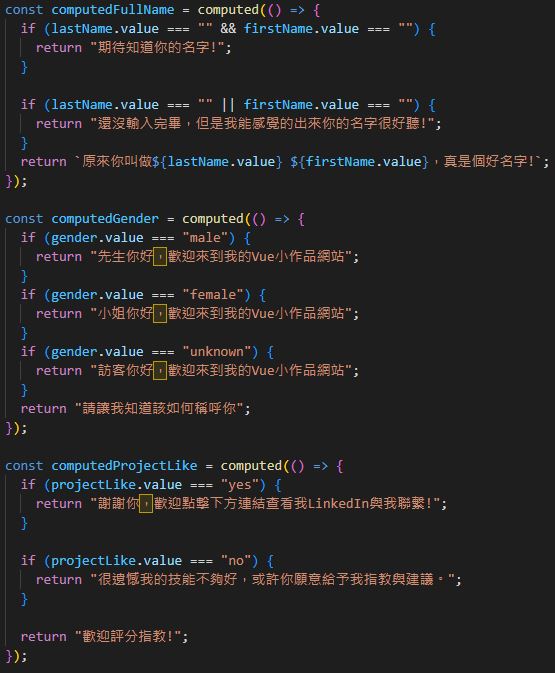 const computedFullName = computed(() => {
  if (lastName.value === "" && firstName.value === "") {
    return "期待知道你的名字!";
  }

  if (lastName.value === "" || firstName.value === "") {
    return "還沒輸入完畢，但是我能感覺的出來你的名字很好聽!";
  }
  return `原來你叫做${lastName.value} ${firstName.value}，真是個好名字!`;
});

const computedGender = computed(() => {
  if (gender.value === "male") {
    return "先生你好，歡迎來到我的Vue小作品網站";
  }
  if (gender.value === "female") {
    return "小姐你好，歡迎來到我的Vue小作品網站";
  }
  if (gender.value === "unknown") {
    return "訪客你好，歡迎來到我的Vue小作品網站";
  }
  return "請讓我知道該如何稱呼你";
});

const computedProjectLike = computed(() => {
  if (projectLike.value === "yes") {
    return "謝謝你，歡迎點擊下方連結查看我LinkedIn與我聯繫!";
  }

  if (projectLike.value === "no") {
    return "很遺憾我的技能不夠好，或許你願意給予我指教與建議。";
  }

  return "歡迎評分指教!";
});